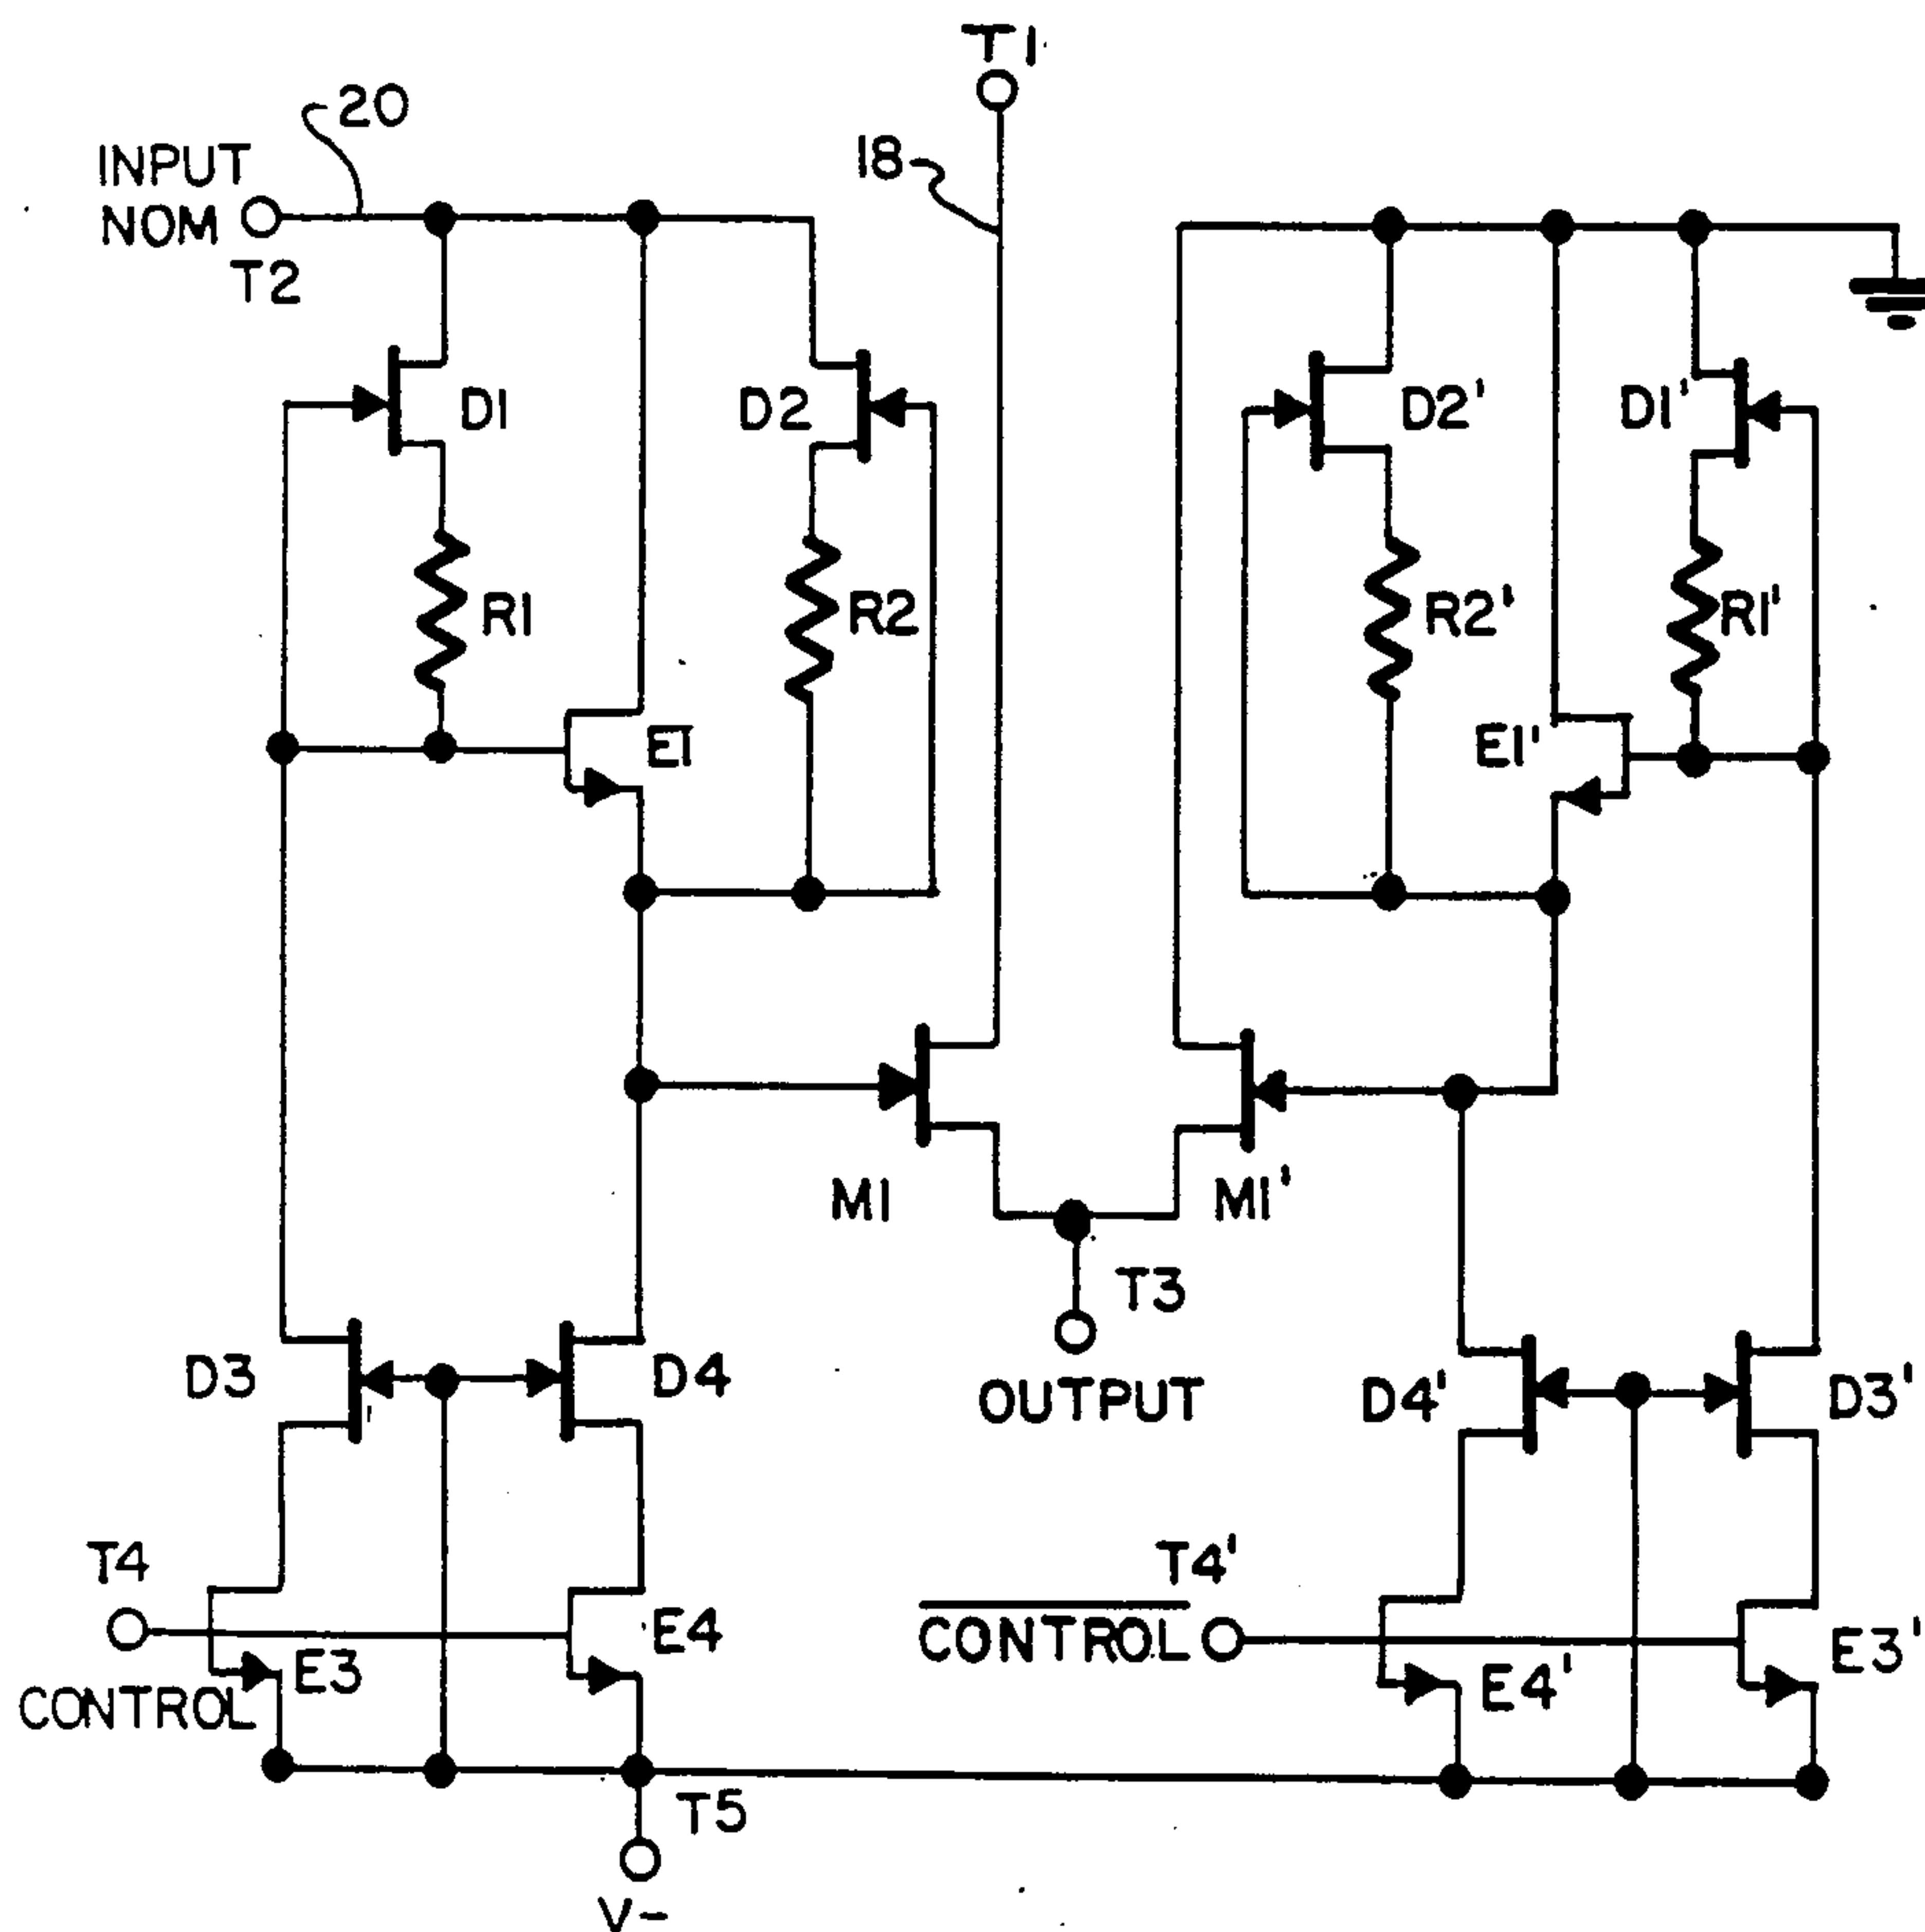 T1
20
18
INPUT
NOM
T2
D1
D2
D2'
D1'
R1
R2
R2'
R1'
E1
E1'
M1
M1'
T3
OUTPUT
D3
D4
D4'
D3'
T4
T4'
CONTROL
E3
E4
CONTROL
E4'
E3'
T5
V-